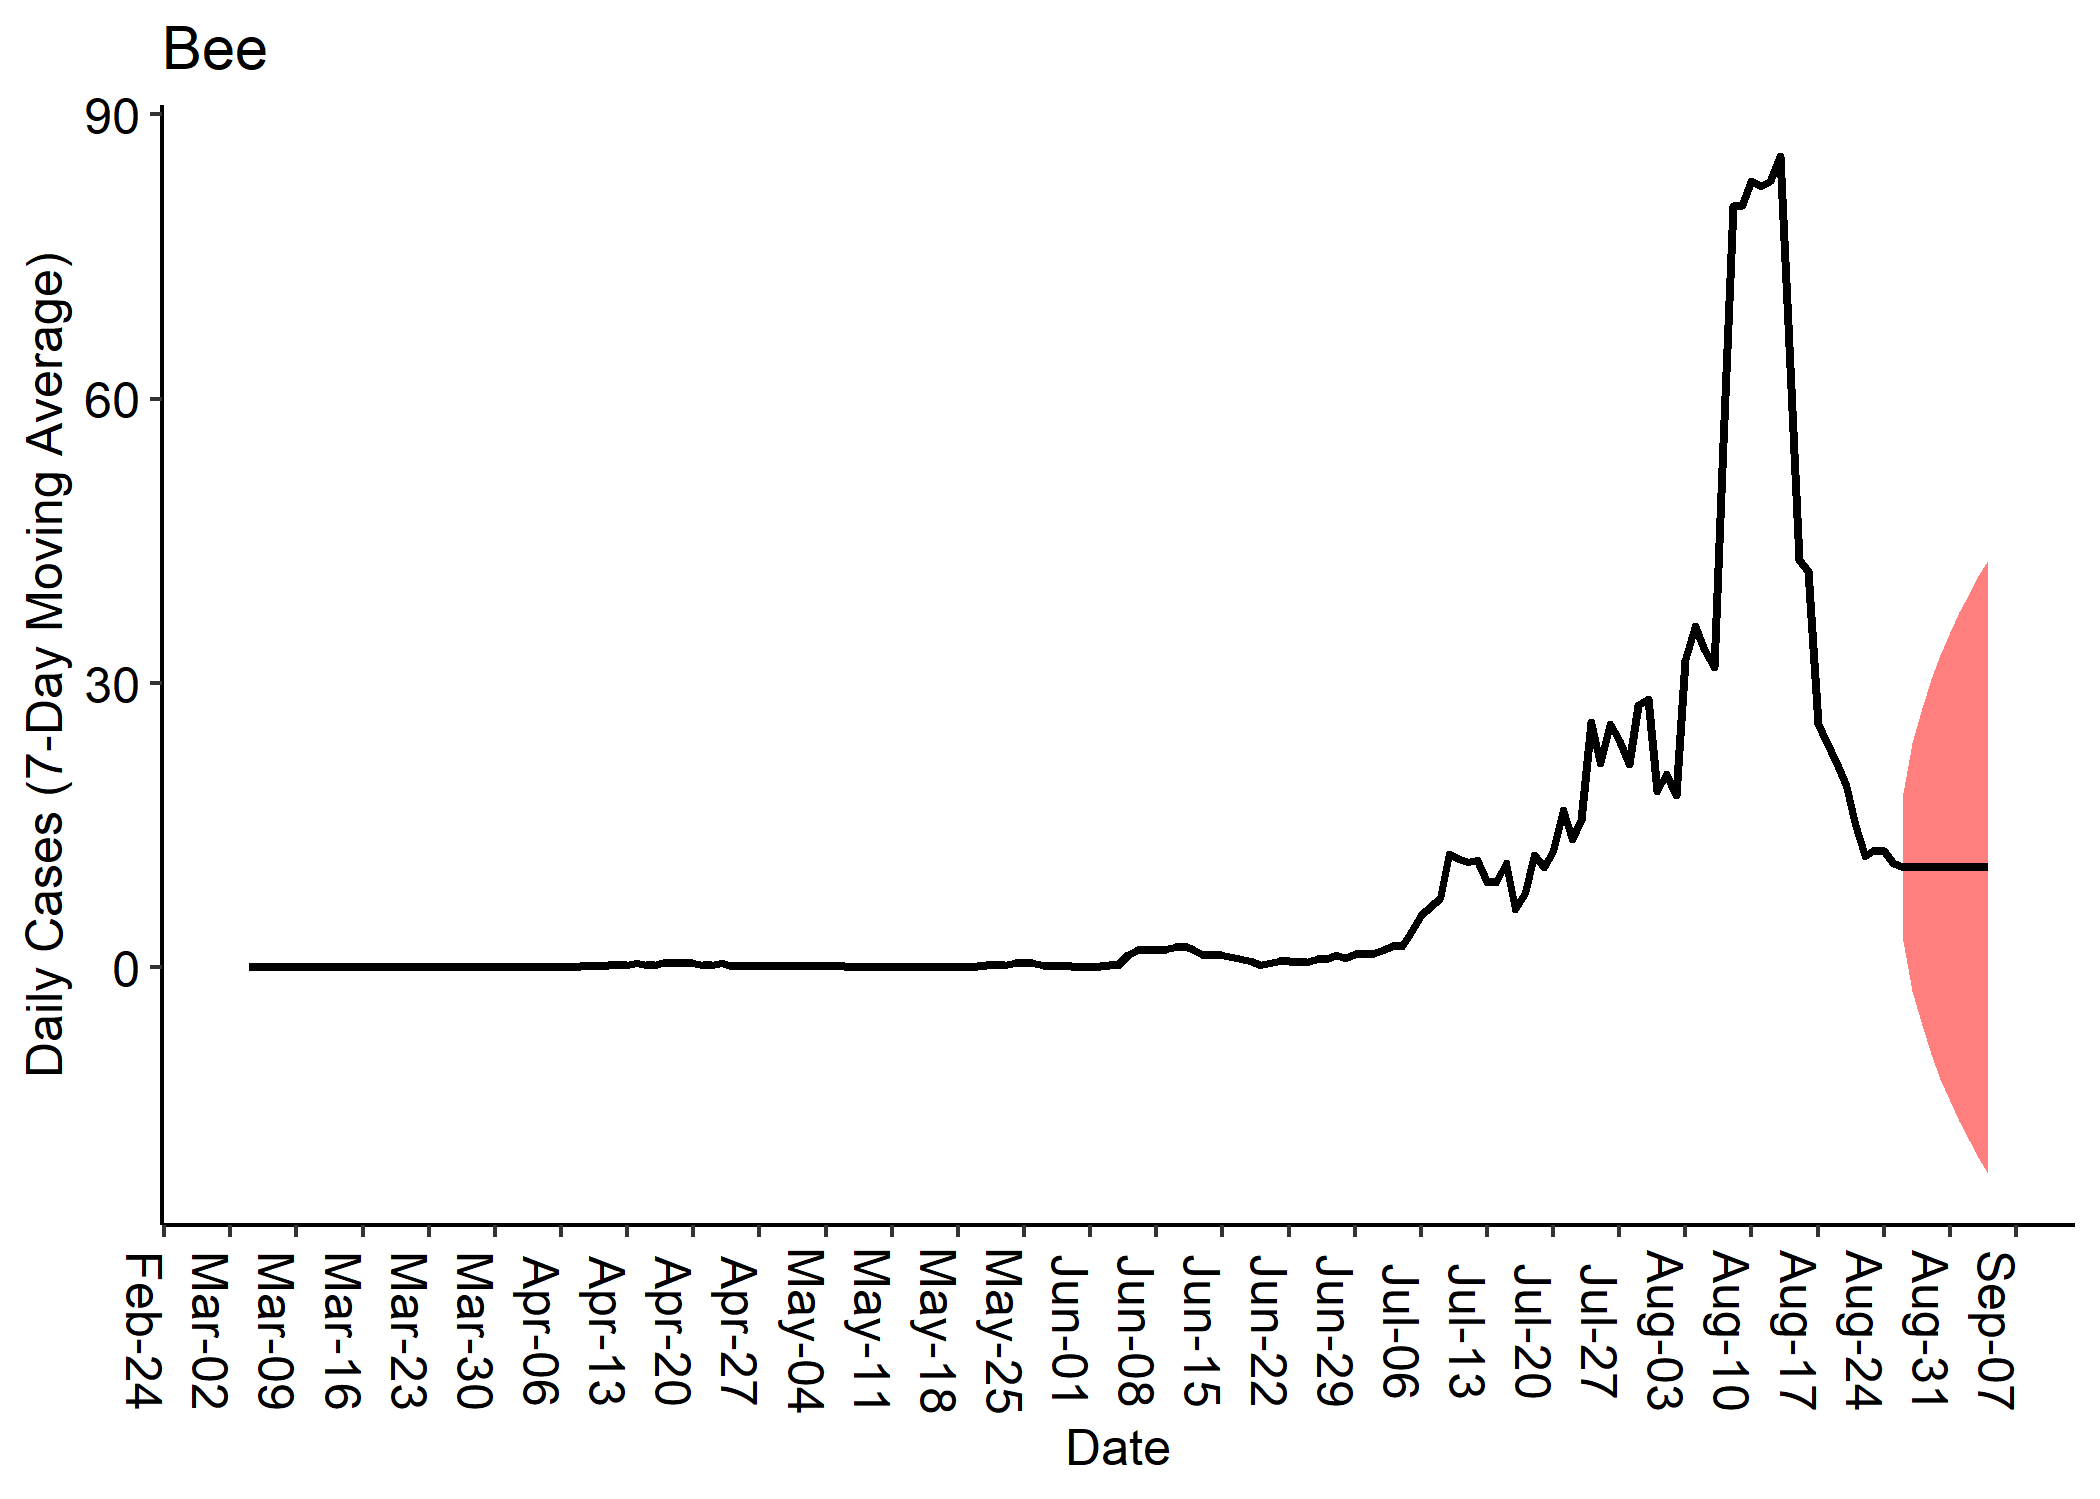 Bee
90
60
30
0
Daily Cases (7-Day Moving Average)
Feb-24
Mar-02
Mar-09
Mar-16
Mar-23
Mar-30
Apr-06
Apr-13
Apr-20
Apr-27
May-04
May-11
May-18
May-25
Jun-01
Jun-08
Jun-15
Jun-22
Jun-29
Jul-06
Jul-13
Jul-20
Jul-27
Aug-03
Aug-10
Aug-17
Aug-24
Aug-31
Sep-07
Date